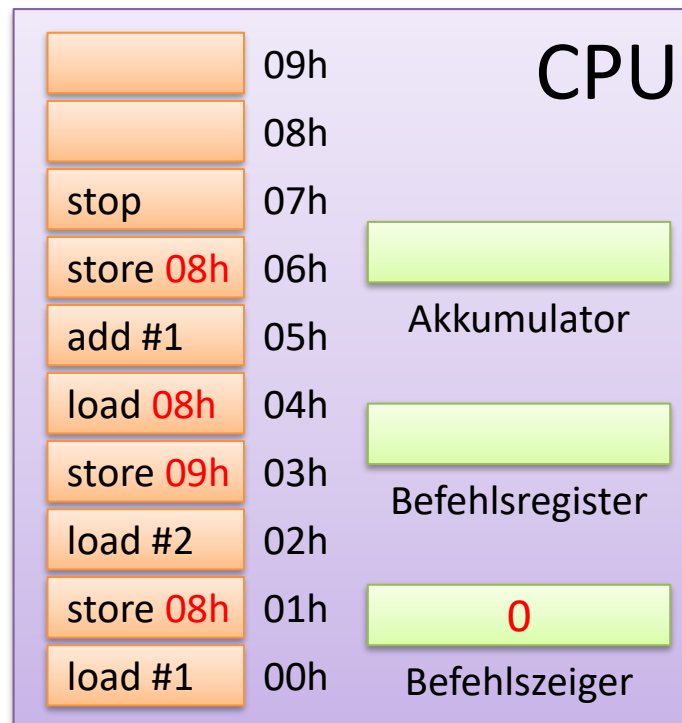 CPU
09h
08h
stop 07h
store 08h 06h
add #1 05h
load 08h 04h
store 09h 03h
load #2 02h
store 08h 01h
load #1 00h
Akkumulator
Befehlsregister
0
Befehlszeiger